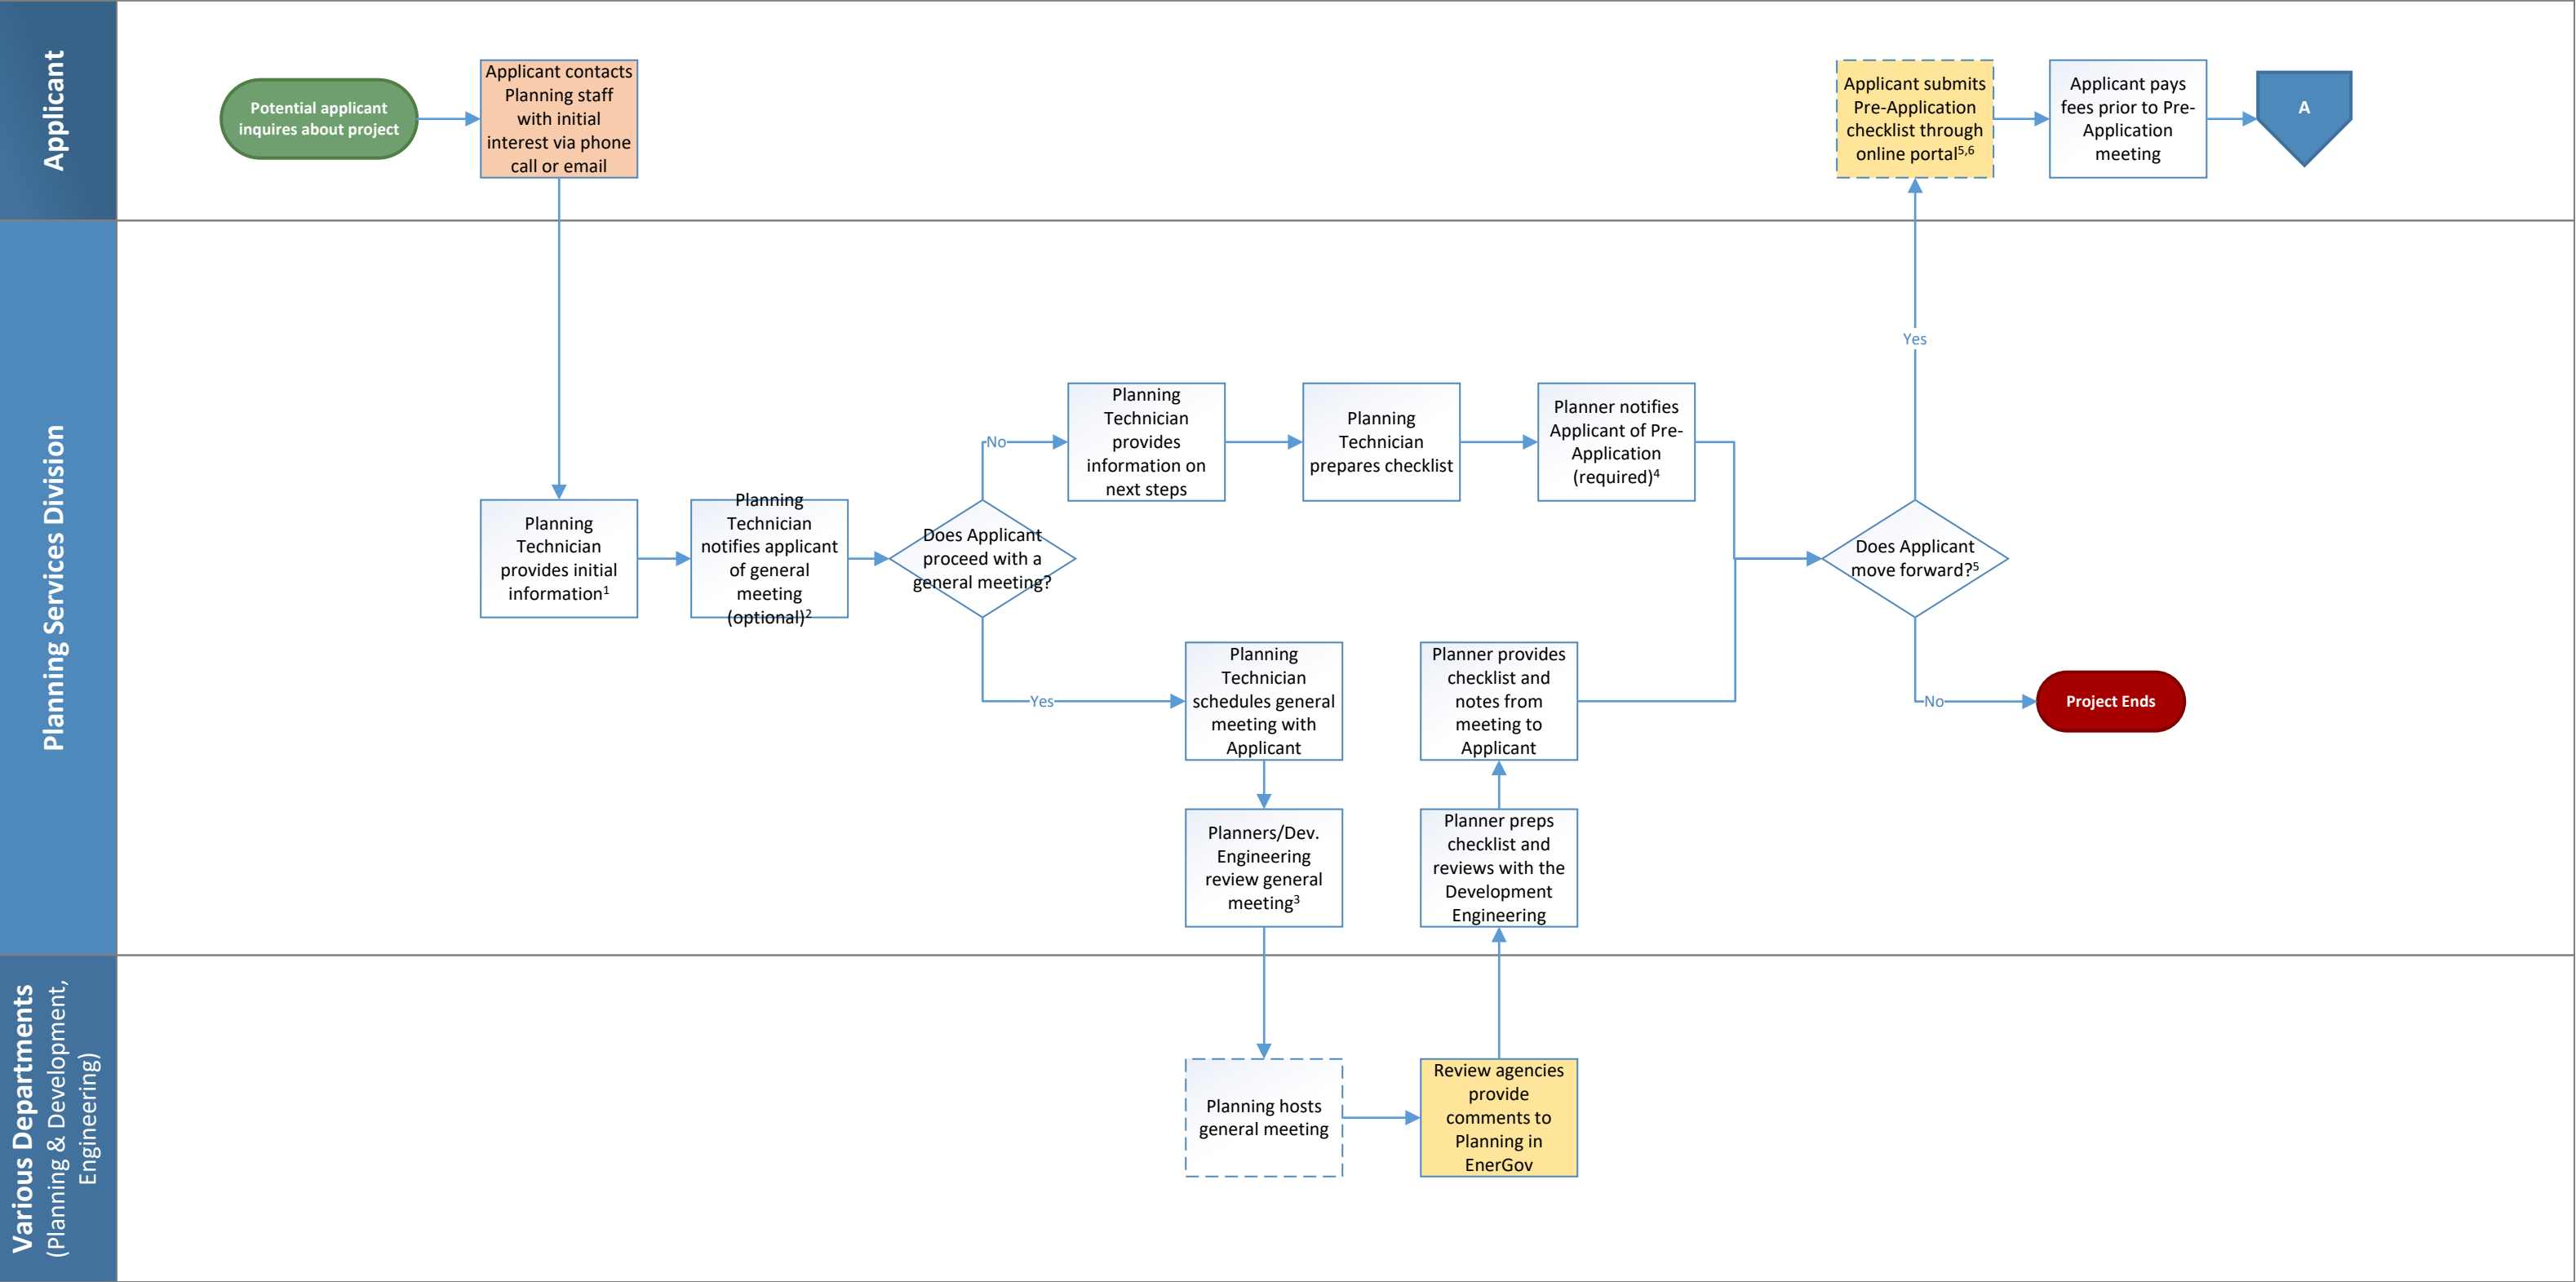 Applicant
Potential applicant
inquires about project
Applicant contacts
Planning staff
with initial
interest via phone
call or email
Applicant submits
Pre-Application
checklist through
online portal⁵,⁶
Applicant pays
fees prior to Pre-
Application
meeting
A
Planning Services Division
Planning
Technician
provides initial
information¹
Planning
Technician
notifies applicant
of general
meeting
(optional)²
Does Applicant
proceed with a
general meeting?
No
Planning
Technician
provides
information on
next steps
Planning
Technician
prepares checklist
Planner notifies
Applicant of Pre-
Application
(required)⁴
Yes
Planning
Technician
schedules general
meeting with
Applicant
Planners/Dev.
Engineering
review general
meeting³
Planner provides
checklist and
notes from
meeting to
Applicant
Planner preps
checklist and
reviews with the
Development
Engineering
Does Applicant
move forward?⁵
Yes
No
Project Ends
Various Departments
(Planning & Development,
Engineering)
Planning hosts
general meeting
Review agencies
provide
comments to
Planning in
EnerGov